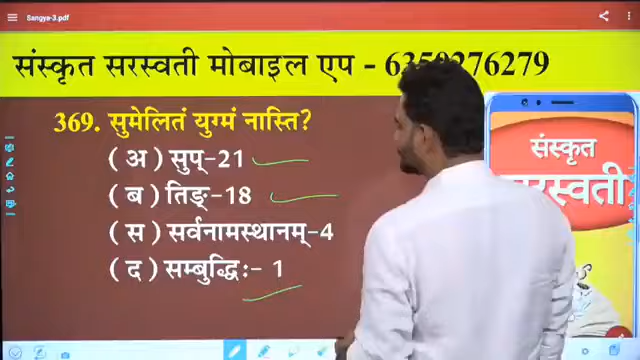 Sangya-3.pdf
संस्कृत सरस्वती मोबाइल एप - 6350276279
369. सुमेलितं युग्मं नास्ति?
( अ ) सुप्-21
( ब ) तिङ्-18
( स ) सर्वनामस्थानम्-4
( द ) सम्बुद्धिः- 1
संस्कृत
सरस्वती